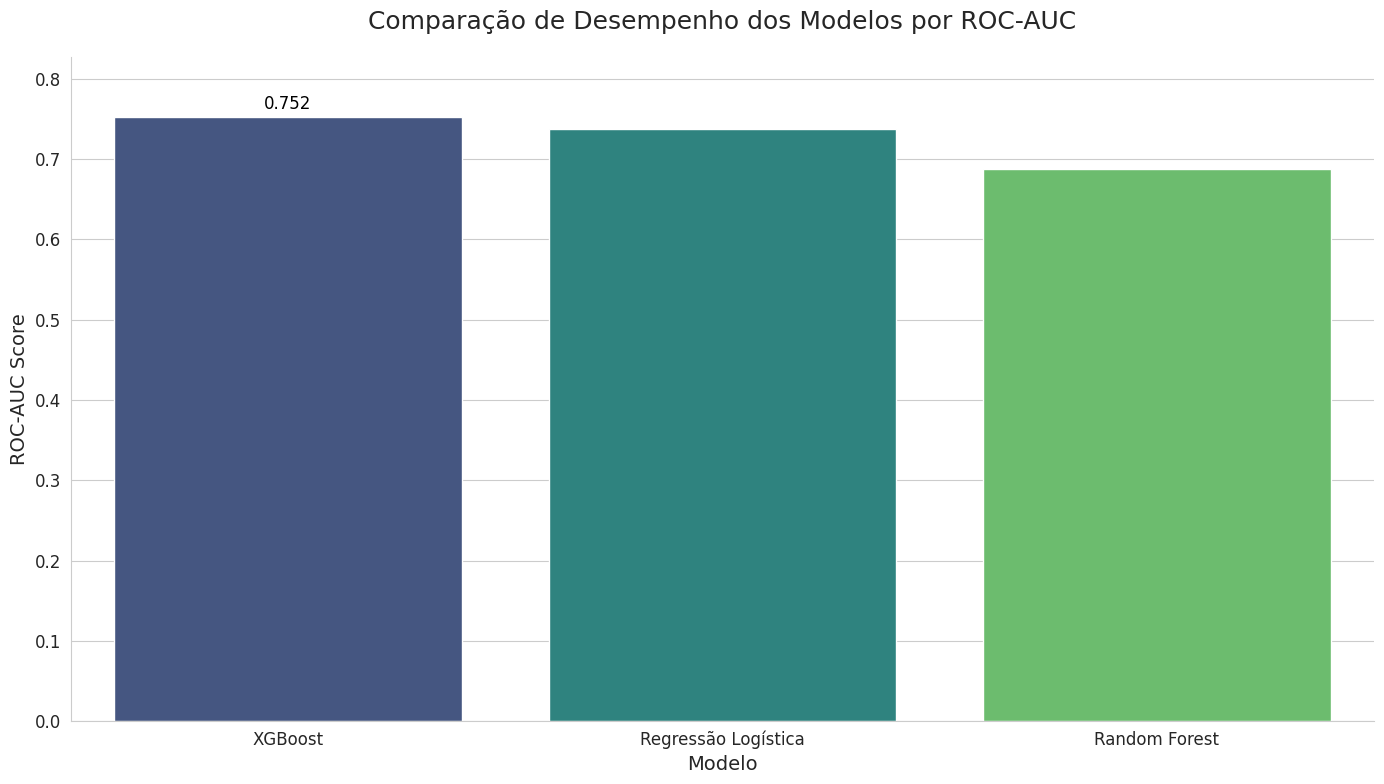 Comparação de Desempenho dos Modelos por ROC-AUC
0.8
0.752
0.7
0.6
0.5
0.4
0.3
0.2
0.1
0.0
ROC-AUC Score
XGBoost
Regressão Logística
Random Forest
Modelo